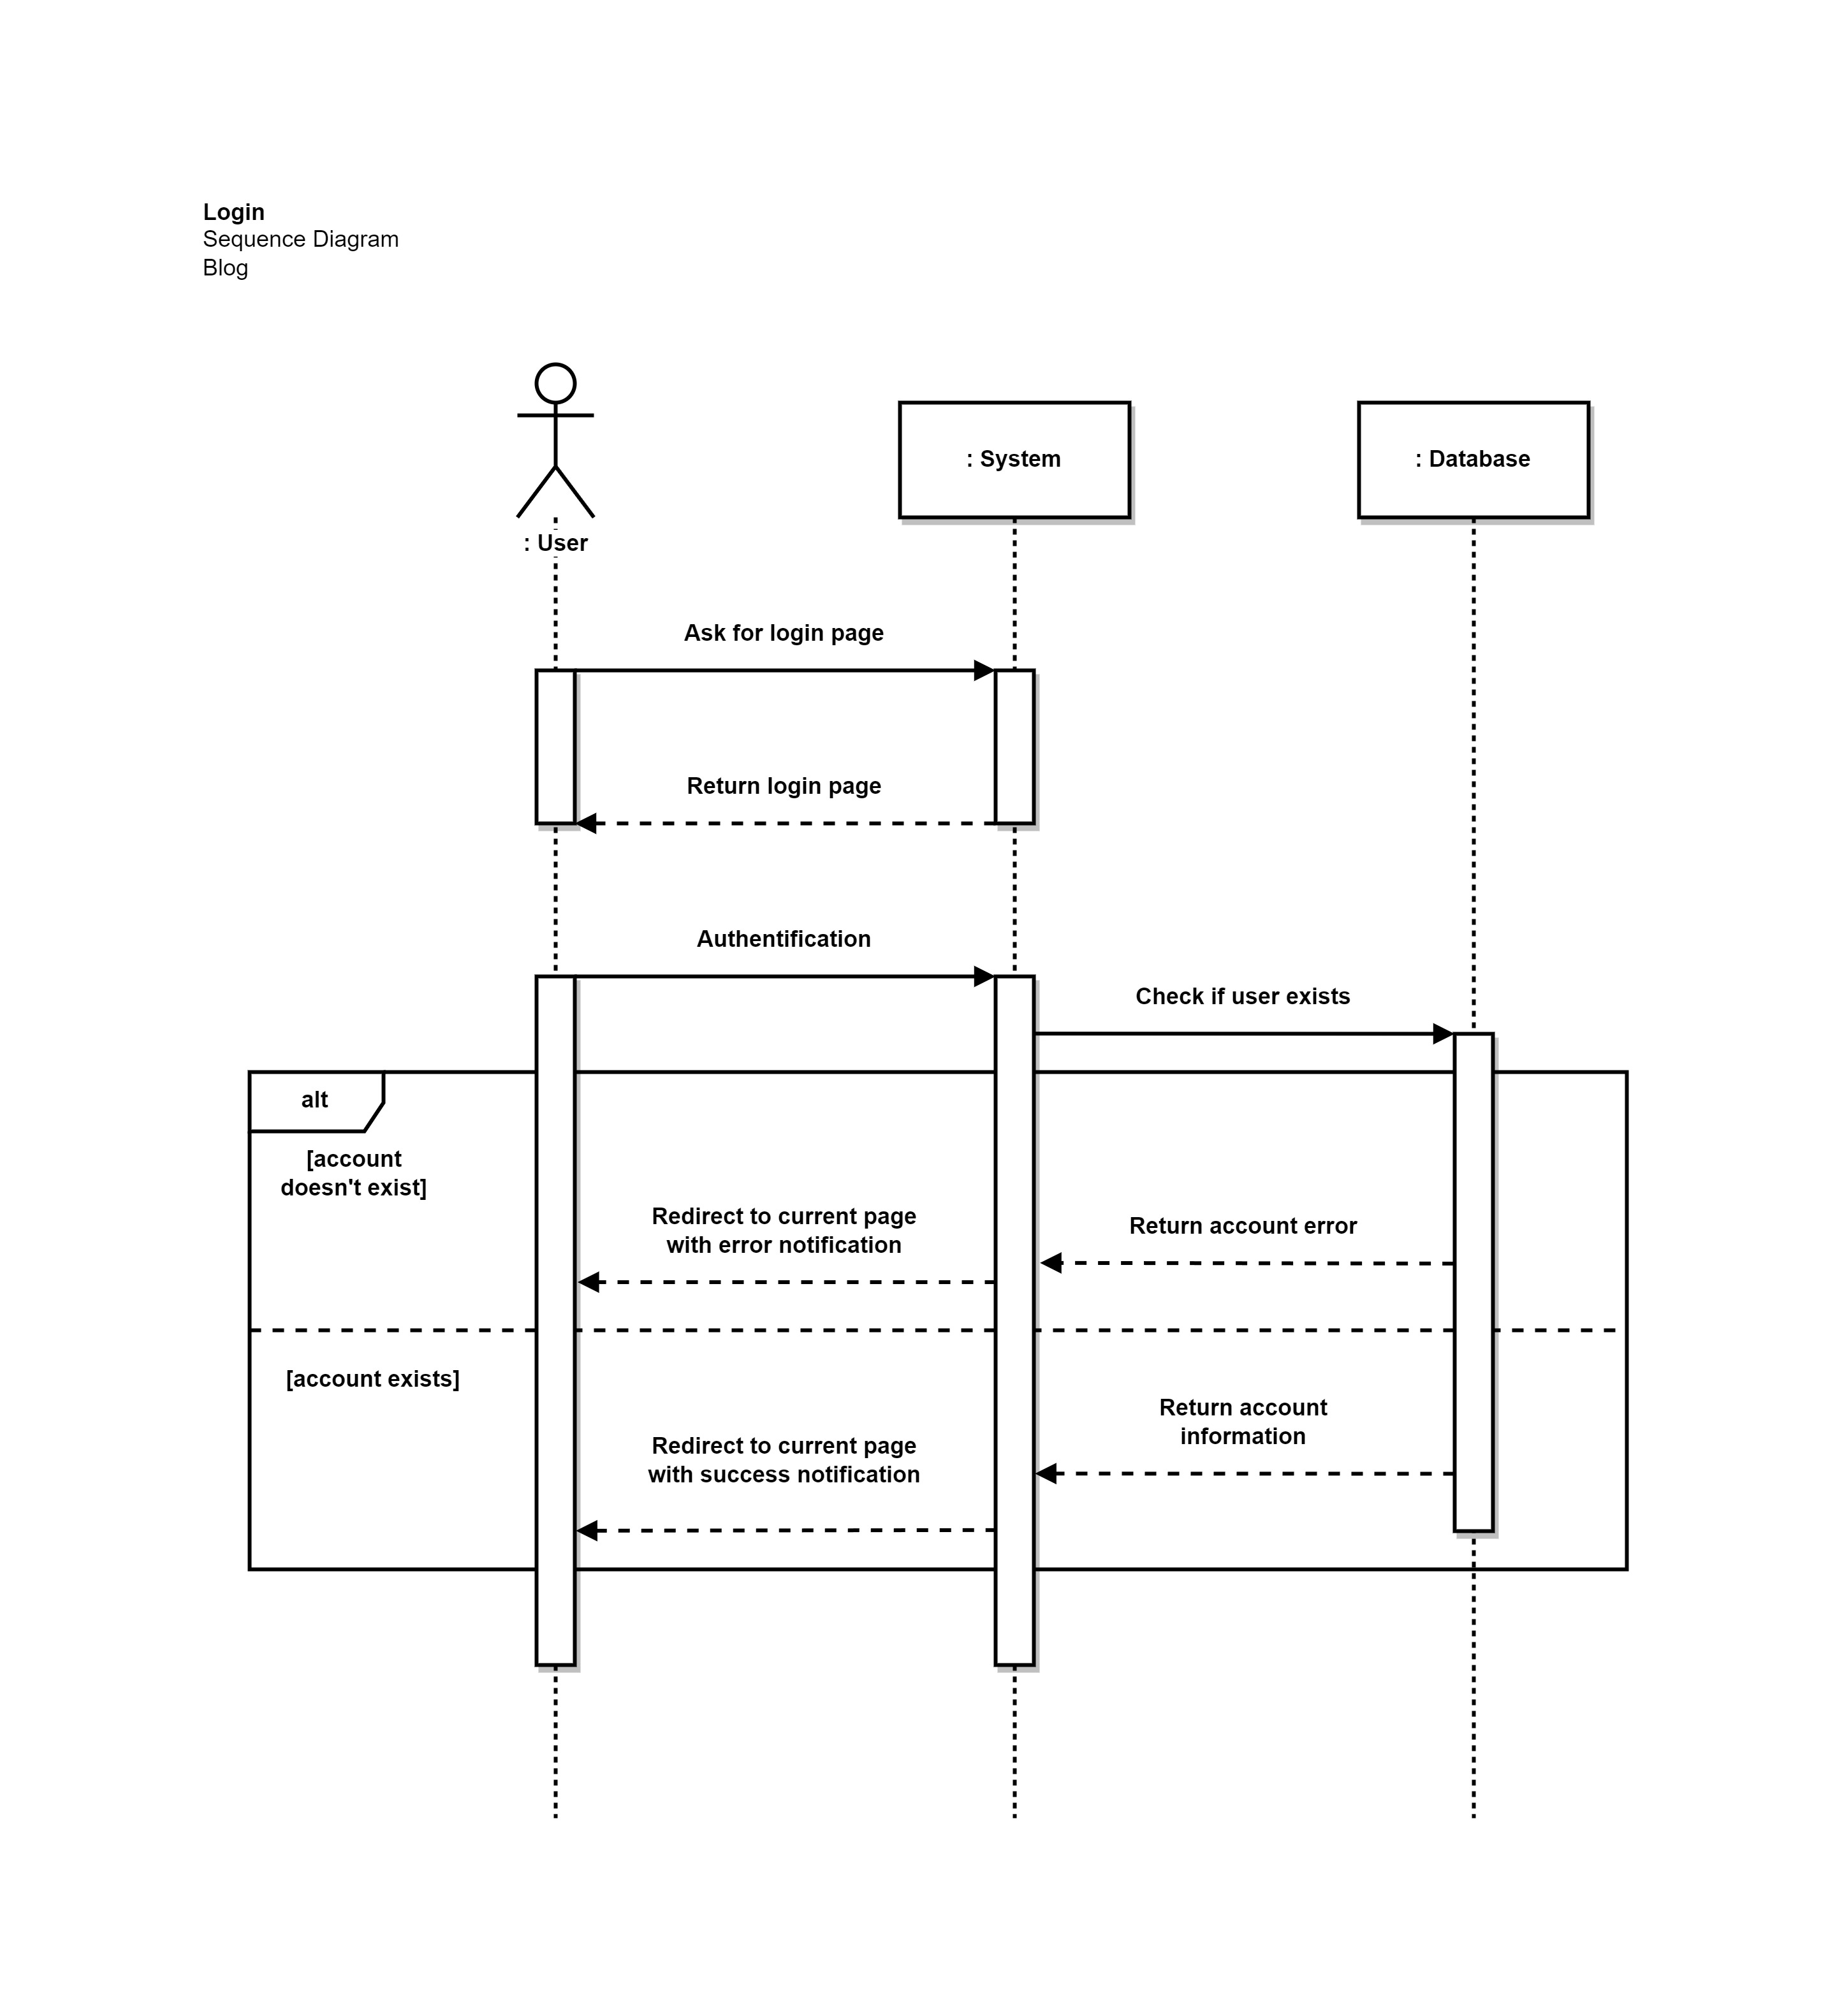 Login
Sequence Diagram
Blog
: User
: System
: Database
Ask for login page
Return login page
Authentification
Check if user exists
alt
[account
doesn't exist]
Redirect to current page
with error notification
Return account error
[account exists]
Return account
information
Redirect to current page
with success notification